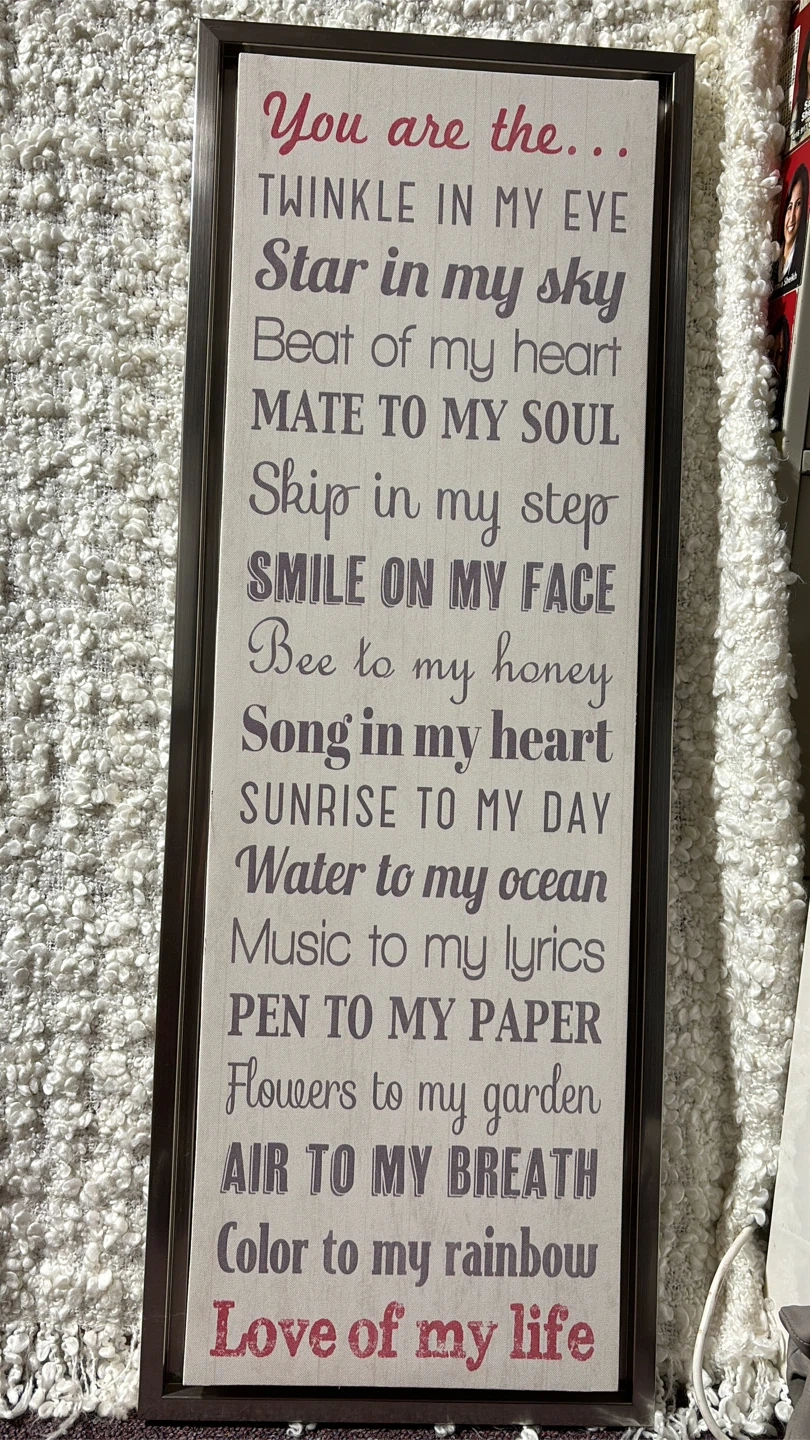 You are the...
TWINKLE IN MY EYE
Star in my sky
Beat of my heart
MATE TO MY SOUL
Skip in my step
SMILE ON MY FACE
Bee to my honey
Song in my heart
SUNRISE TO MY DAY
Water to my ocean
Music to my lyrics
PEN TO MY PAPER
Flowers to my garden
AIR TO MY BREATH
Color to my rainbow
Love of my life